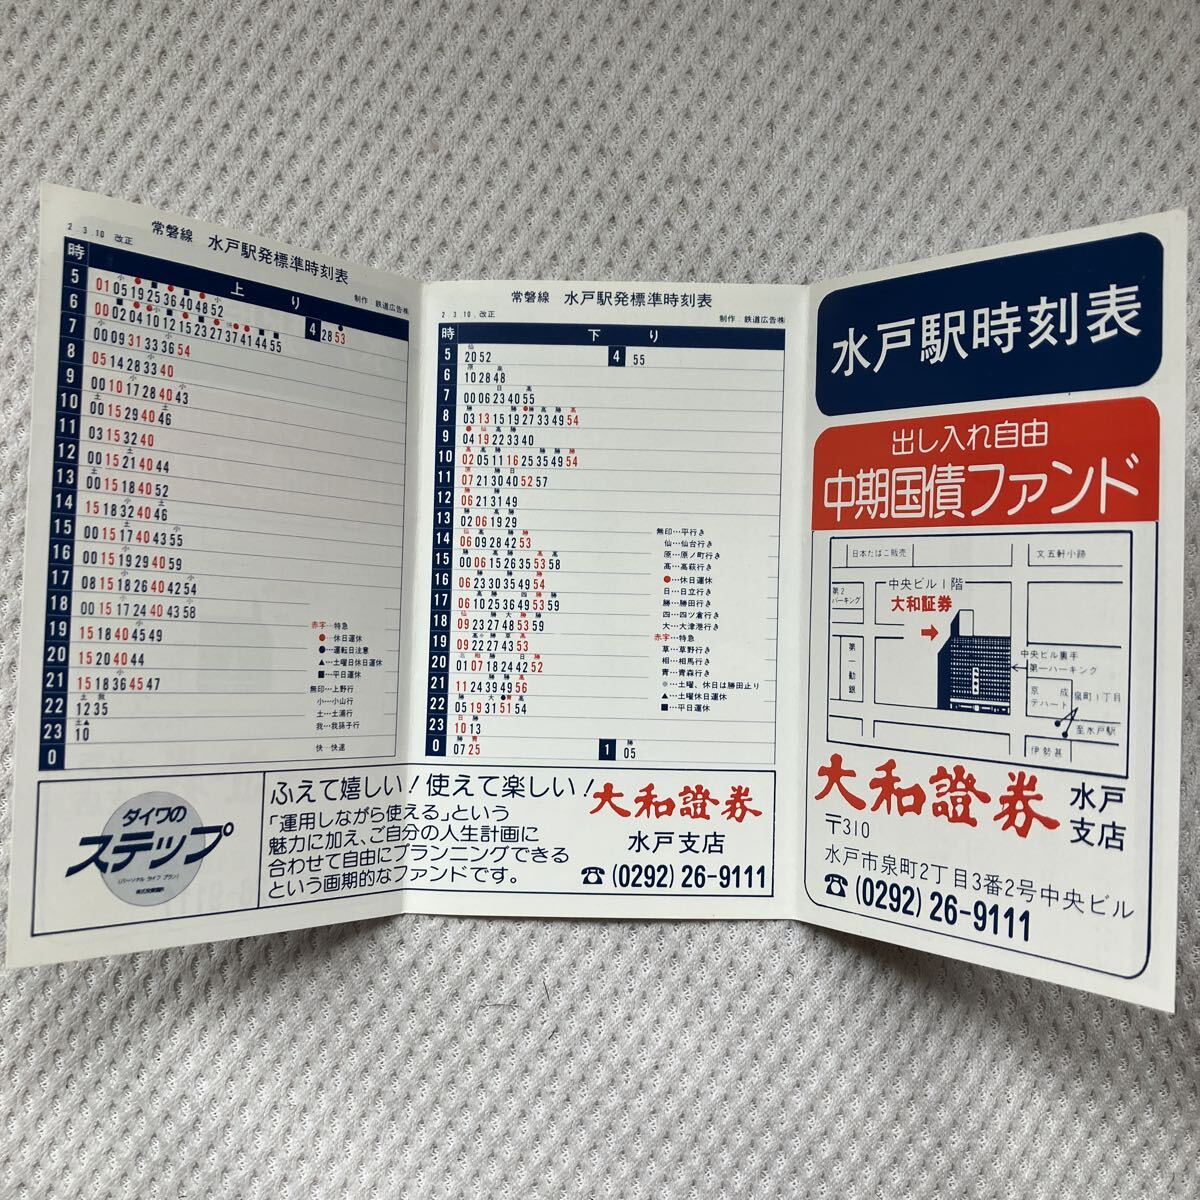 2.3.10 改正
常磐線 水戸駅発標準時刻表
制作：鉄道広告㈱
時 上り
4 28 53
5 01 05 19 25 36 40 48 52
6 00 02 04 10 12 15 23 27 37 41 44 55
7 00 09 31 33 36 54
8 05 14 28 33 40
9 00 10 17 28 40 43
10 00 15 29 40 46
11 03 15 32 40
12 00 15 21 40 44
13 00 15 18 40 52
14 15 18 32 40 46
15 00 15 17 40 43 55
16 00 15 19 29 40 59
17 08 15 18 26 40 42 54
18 00 15 17 24 40 43 58
19 15 18 40 45 49
20 15 20 40 44
21 15 18 36 45 47
22 12 35
23 10
0
赤字…特急
●…休日運休
●…運転日注意
▲…土曜休日運休
■…平日運休
無印…上野行
小…小山行
土…土浦行
我…我孫子行
快…快速
ダイワの
ステップ
(パーソナル ライフ プラン)
ふえて嬉しい!使えて楽しい!
「運用しながら使える」という
魅力に加え、ご自分の人生計画に
合わせて自由にプランニングできる
という画期的なファンドです。
2.3.10.改正
常磐線 水戸駅発標準時刻表
制作：鉄道広告㈱
時 下り
5 20 52 4 55
6 10 28 48
7 00 06 23 40 55
8 03 13 15 19 27 33 49 54
9 04 19 22 33 40
10 02 05 11 16 25 35 49 54
11 07 21 30 40 52 57
12 06 21 31 49
13 02 06 19 29
14 06 09 28 42 53
15 00 06 15 26 35 53 58
16 06 23 30 35 49 54
17 06 10 25 36 49 53 59
18 09 23 27 48 53 59
19 09 22 27 43 53
20 01 07 18 24 42 52
21 11 24 39 49 56
22 05 19 31 51 54
23 10 13
0 07 25 1 05
無印…平行き
仙…仙台行き
原…原ノ町行き
高…高萩行き
●…休日運休
日…日立行き
勝…勝田行き
四…四ツ倉行き
大…大津港行き
赤字…特急
草…草野行き
相…相馬行き
青…青森行き
※…土曜、休日は勝田止り
▲…土曜休日運休
■…平日運休
大和證券
水戸支店
☎(0292)26-9111
水戸駅時刻表
出し入れ自由
中期国債ファンド
日本たばこ販売
文五軒小路
第2パーキング
中央ビル1階
大和証券
第一勧銀
中央ビル裏手
第一パーキング
京成デパート
泉町1丁目
至水戸駅
伊勢甚
大和證券 水戸支店
〒310
水戸市泉町2丁目3番2号中央ビル
☎(0292)26-9111